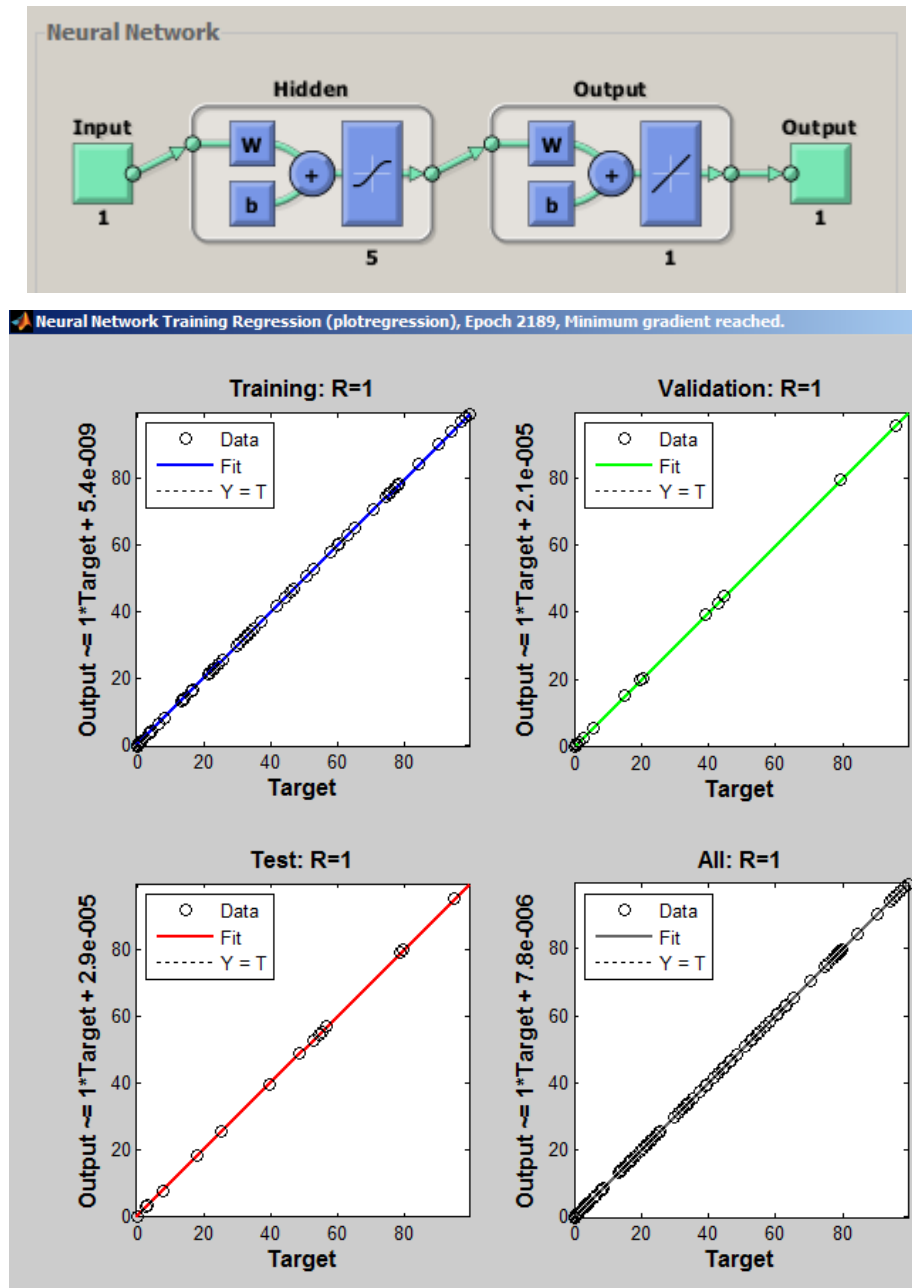 Neural Network
Hidden
Output
Input
Output
W
W
+
+
b
b
1
1
5
1
Neural Network Training Regression (plotregression), Epoch 2189, Minimum gradient reached.
Training: R=1
Output ~= 1*Target + 5.4e-009
Data
Fit
Y = T
80
60
40
20
0
0 20 40 60 80
Target
Validation: R=1
Output ~= 1*Target + 2.1e-005
Data
Fit
Y = T
80
60
40
20
0
0 20 40 60 80
Target
Test: R=1
Output ~= 1*Target + 2.9e-005
Data
Fit
Y = T
80
60
40
20
0
0 20 40 60 80
Target
All: R=1
Output ~= 1*Target + 7.8e-006
Data
Fit
Y = T
80
60
40
20
0
0 20 40 60 80
Target